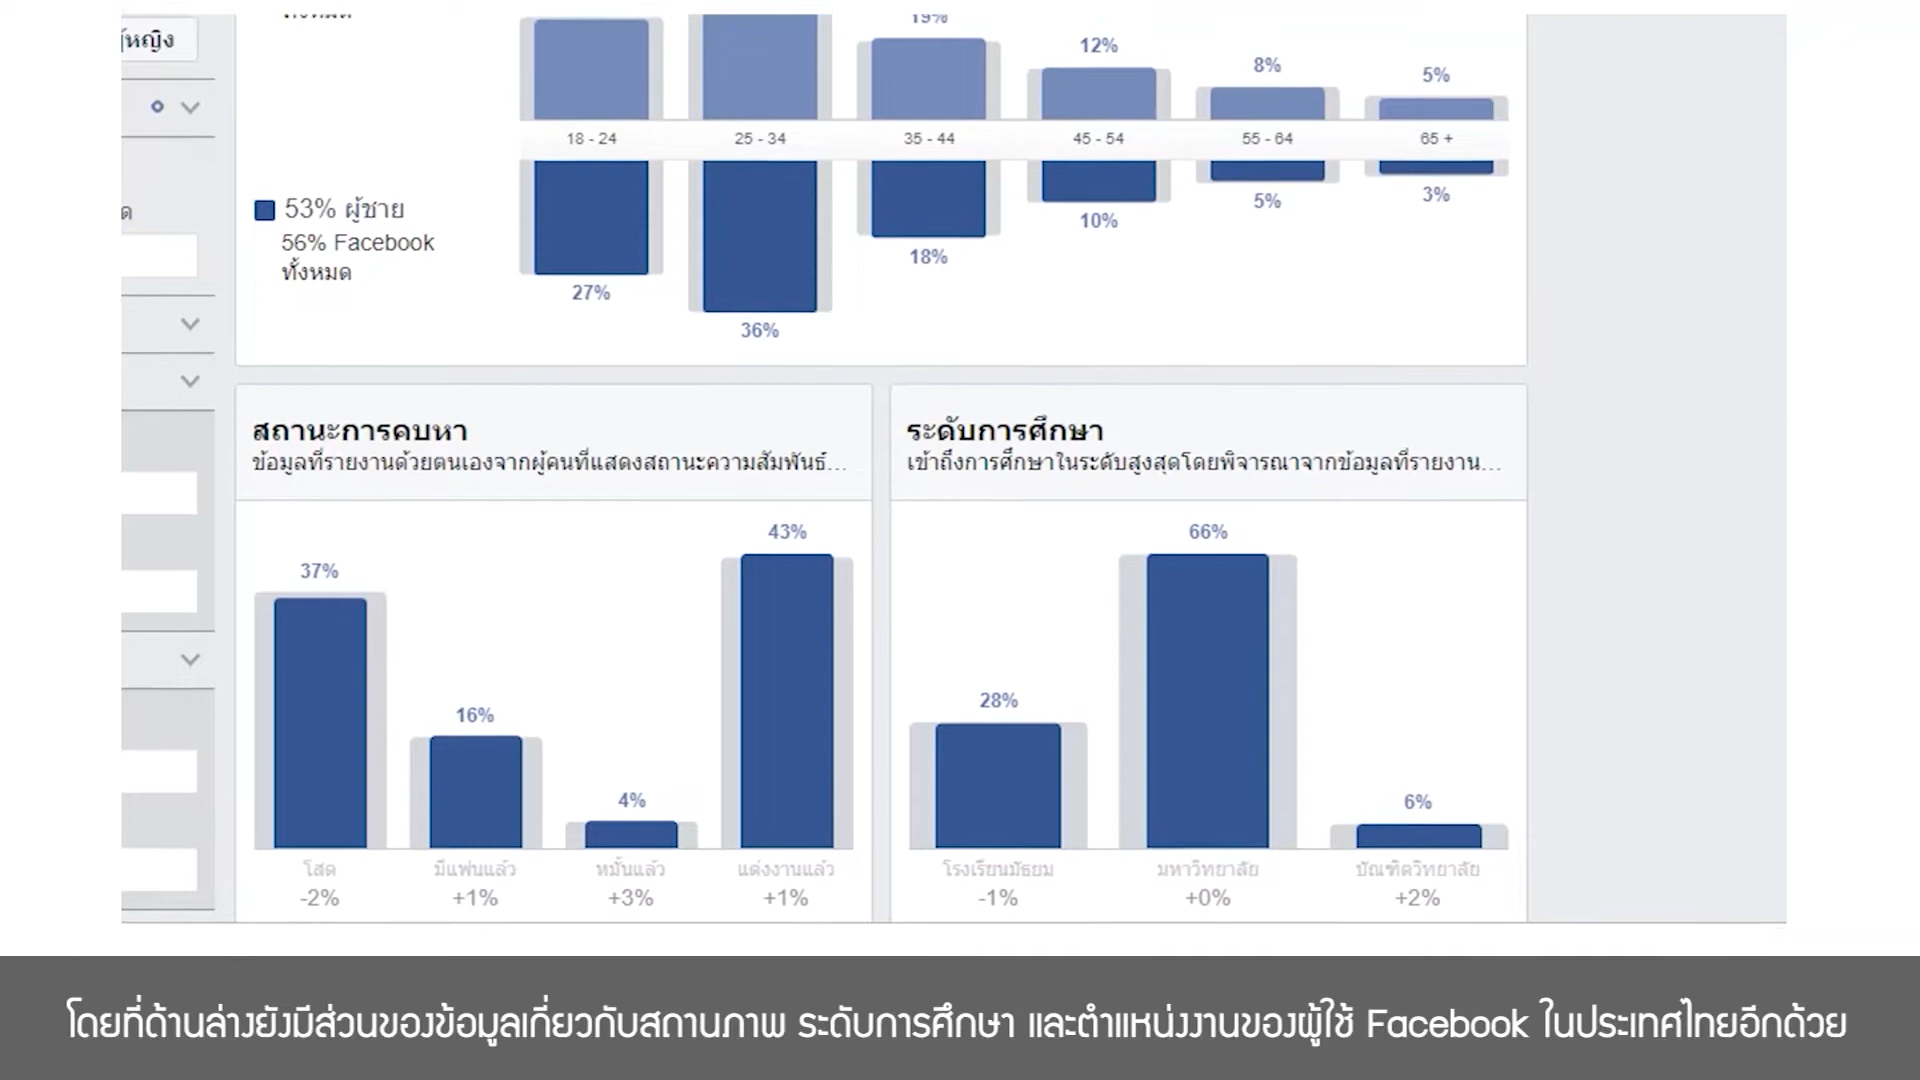 19%
12%
8%
5%
18 - 24
25 - 34
35 - 44
45 - 54
55 - 64
65 +
53% ผู้ชาย
56% Facebook
ทั้งหมด
27%
36%
18%
10%
5%
3%
สถานะการคบหา
ข้อมูลที่รายงานด้วยตนเองจากผู้คนที่แสดงสถานะความสัมพันธ์...
43%
37%
16%
4%
โสด
มีแฟนแล้ว
หมั้นแล้ว
แต่งงานแล้ว
-2%
+1%
+3%
+1%
ระดับการศึกษา
เข้าถึงการศึกษาในระดับสูงสุดโดยพิจารณาจากข้อมูลที่รายงาน...
66%
28%
6%
โรงเรียนมัธยม
มหาวิทยาลัย
บัณฑิตวิทยาลัย
-1%
+0%
+2%
โดยที่ด้านล่างยังมีส่วนของข้อมูลเกี่ยวกับสถานภาพ ระดับการศึกษา และตำแหน่งงานของผู้ใช้ Facebook ในประเทศไทยอีกด้วย